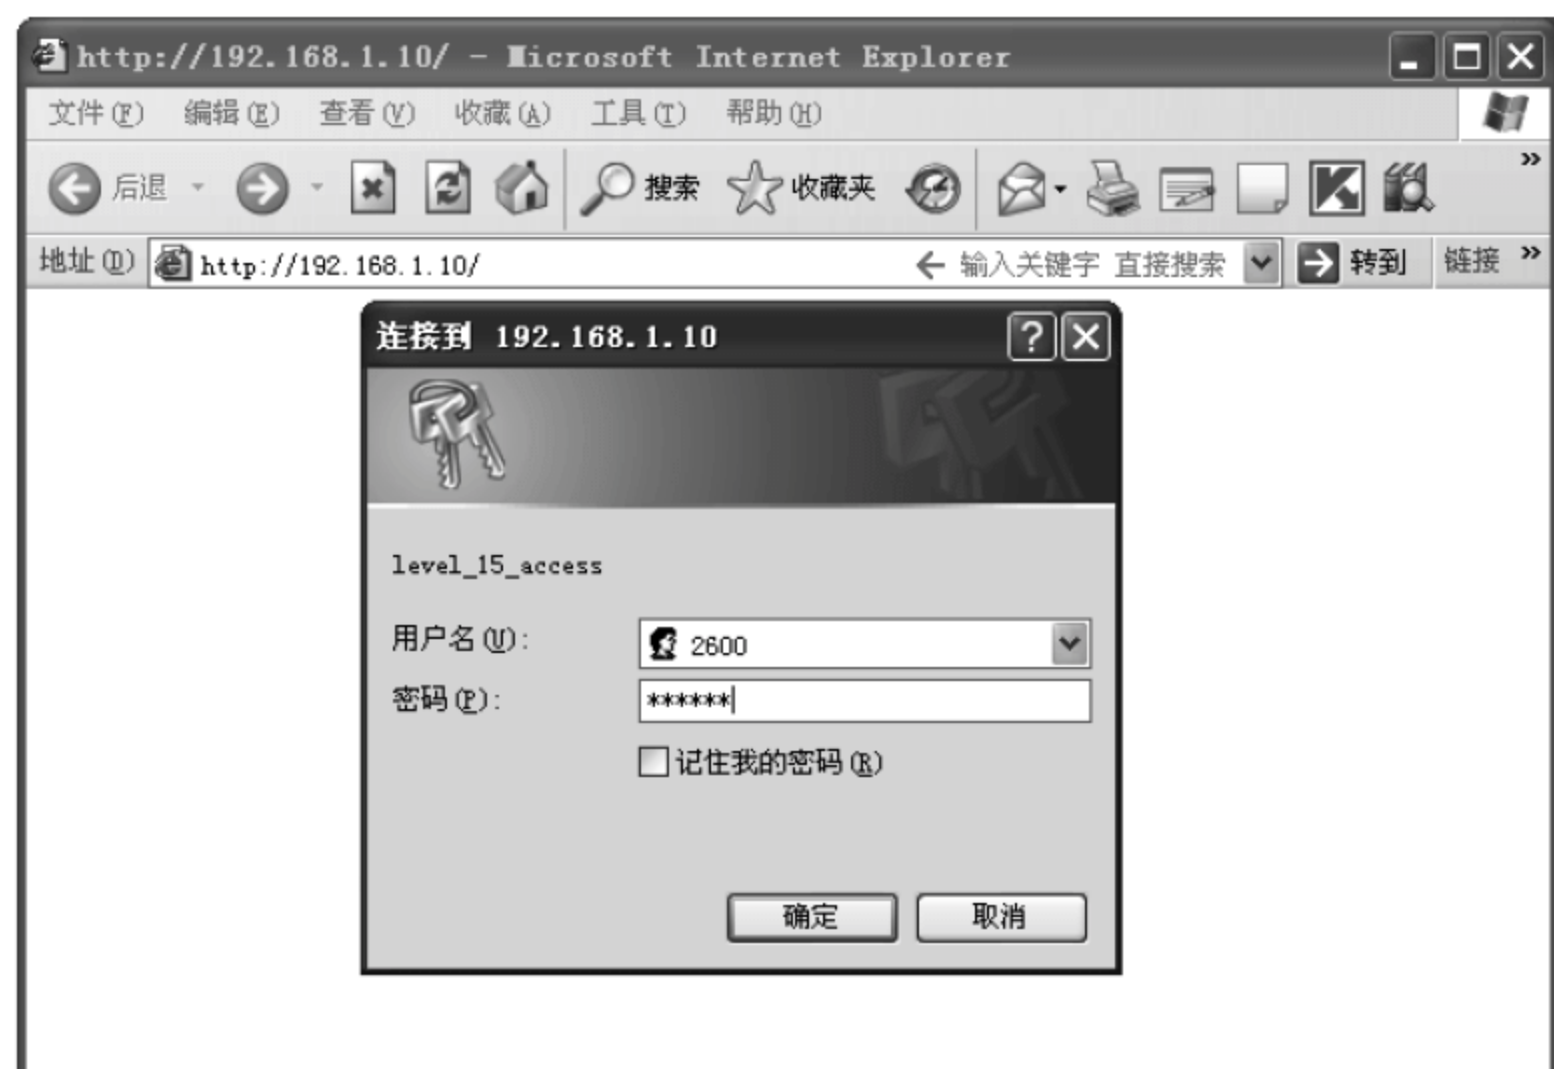 http://192.168.1.10/ - Microsoft Internet Explorer
文件(F) 编辑(E) 查看(V) 收藏(A) 工具(T) 帮助(H)
后退 搜索 收藏夹 »
地址(D) http://192.168.1.10/ ← 输入关键字 直接搜索 转到 链接 »
连接到 192.168.1.10
level_15_access
用户名(U): 2600
密码(P): ******
记住我的密码(R)
确定 取消